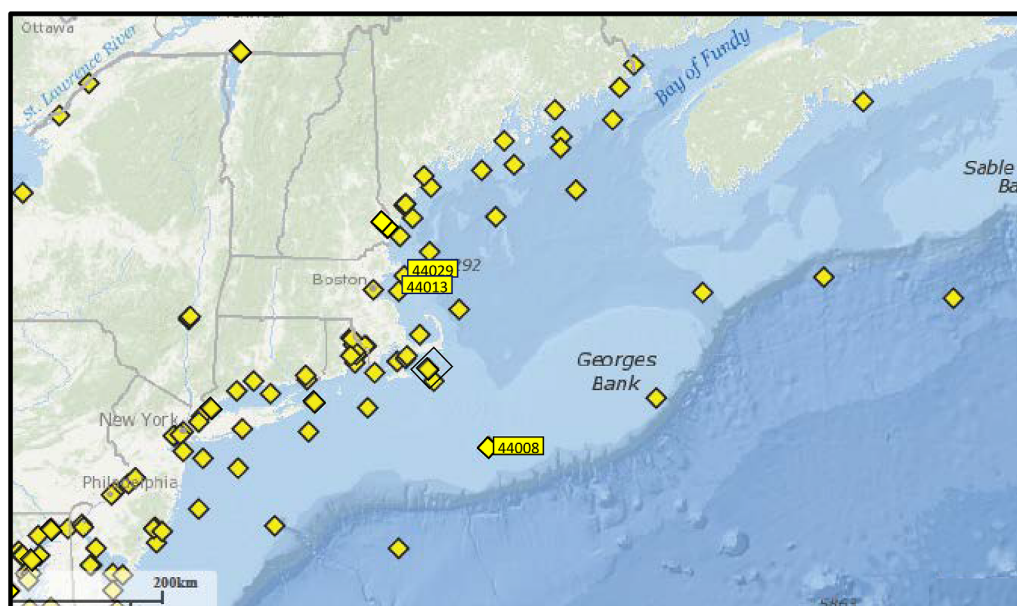 Ottawa
St. Lawrence River
Bay of Fundy
Sable
Ba
44029
292
Boston
44013
Georges
Bank
New York
44008
Philadelphia
200km
5863